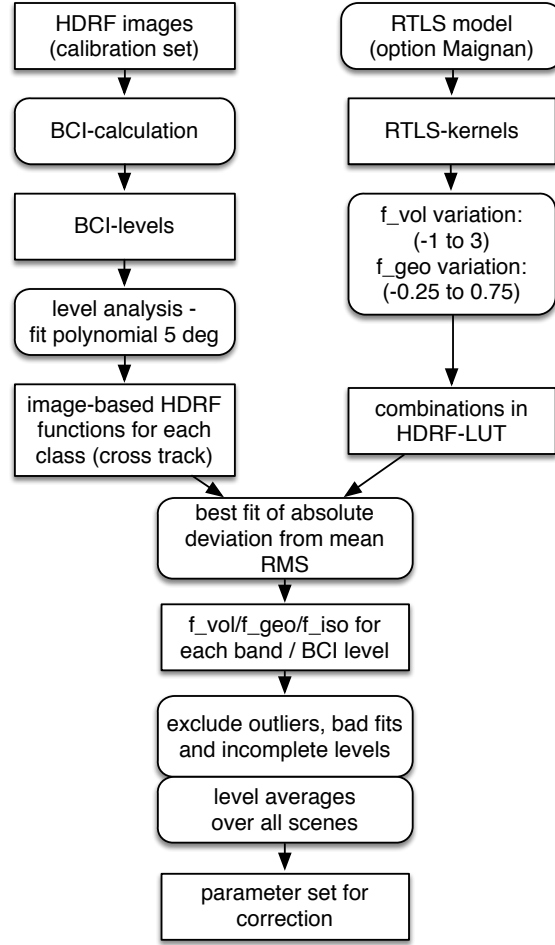 HDRF images
(calibration set)
BCI-calculation
BCI-levels
level analysis -
fit polynomial 5 deg
image-based HDRF
functions for each
class (cross track)
RTLS model
(option Maignan)
RTLS-kernels
f_vol variation:
(-1 to 3)
f_geo variation:
(-0.25 to 0.75)
combinations in
HDRF-LUT
best fit of absolute
deviation from mean
RMS
f_vol/f_geo/f_iso for
each band / BCI level
exclude outliers, bad fits
and incomplete levels
level averages
over all scenes
parameter set for
correction